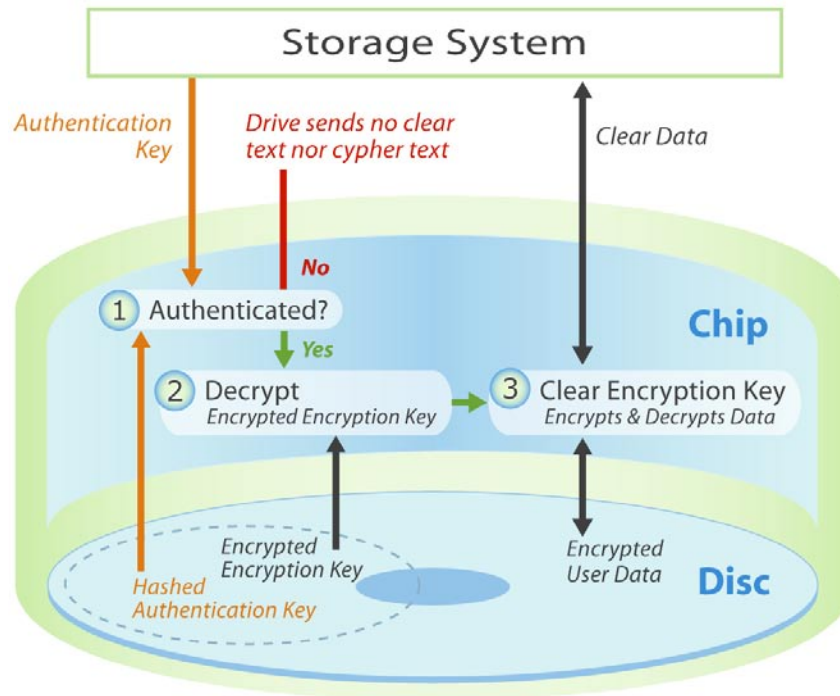 Storage System
Authentication
Key
Drive sends no clear
text nor cypher text
Clear Data
No
1 Authenticated?
Chip
Yes
2 Decrypt
Encrypted Encryption Key
3 Clear Encryption Key
Encrypts & Decrypts Data
Encrypted
Encryption Key
Encrypted
User Data
Disc
Hashed
Authentication Key